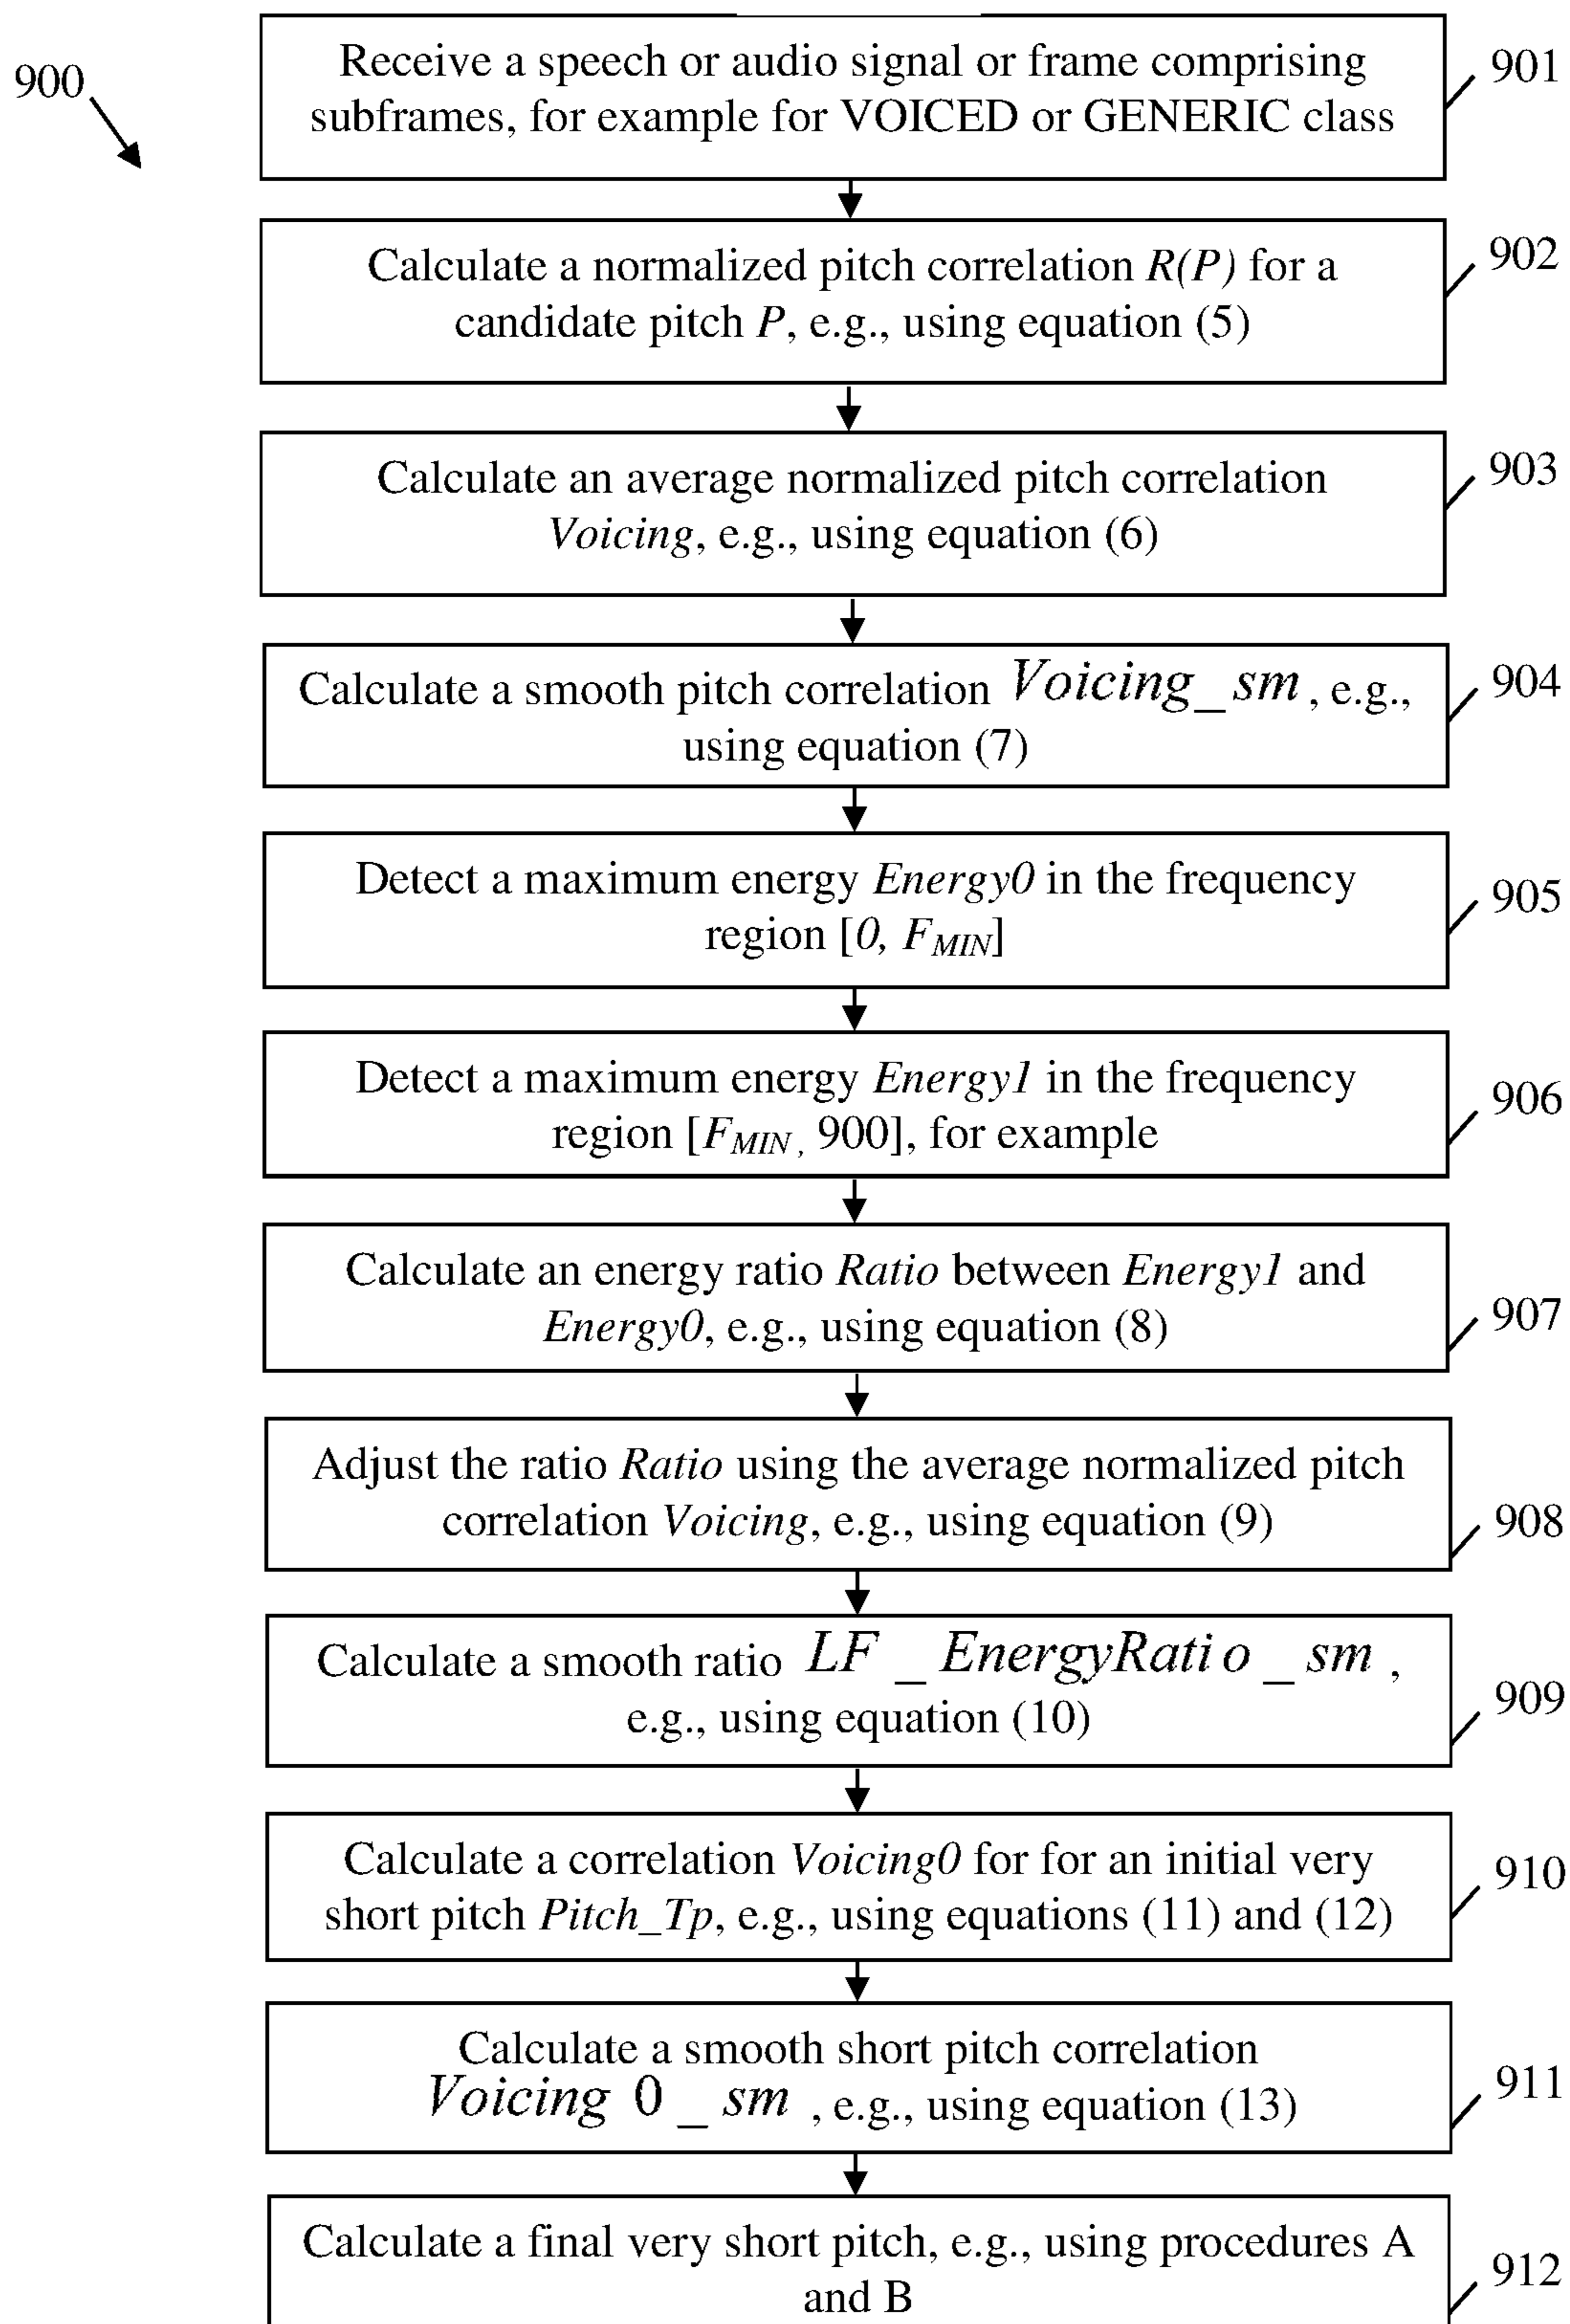 900
Receive a speech or audio signal or frame comprising
subframes, for example for VOICED or GENERIC class
901
Calculate a normalized pitch correlation R(P) for a
candidate pitch P, e.g., using equation (5)
902
Calculate an average normalized pitch correlation
Voicing, e.g., using equation (6)
903
Calculate a smooth pitch correlation Voicing_sm, e.g.,
using equation (7)
904
Detect a maximum energy Energy0 in the frequency
region [0, FMIN]
905
Detect a maximum energy Energy1 in the frequency
region [FMIN, 900], for example
906
Calculate an energy ratio Ratio between Energy1 and
Energy0, e.g., using equation (8)
907
Adjust the ratio Ratio using the average normalized pitch
correlation Voicing, e.g., using equation (9)
908
Calculate a smooth ratio LF_EnergyRatio_sm,
e.g., using equation (10)
909
Calculate a correlation Voicing0 for for an initial very
short pitch Pitch_Tp, e.g., using equations (11) and (12)
910
Calculate a smooth short pitch correlation
Voicing 0_sm, e.g., using equation (13)
911
Calculate a final very short pitch, e.g., using procedures A
and B
912